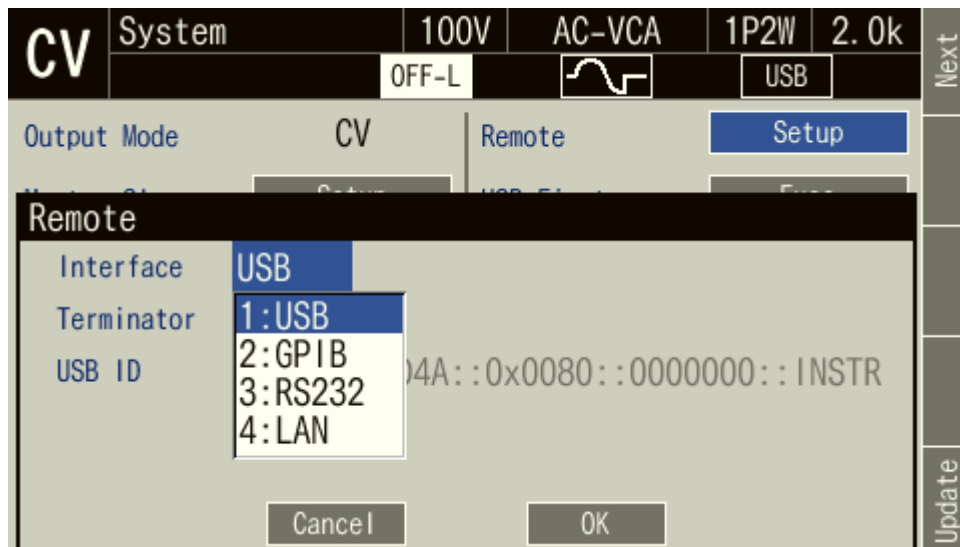 CV System 100V AC-VCA 1P2W 2.0k
OFF-L USB
Next
Output Mode CV Remote Setup
Remote
Interface USB
Terminator 1:USB
2:GPIB
USB ID 04A::0x0080::0000000::INSTR
3:RS232
4:LAN
Cancel OK
Update